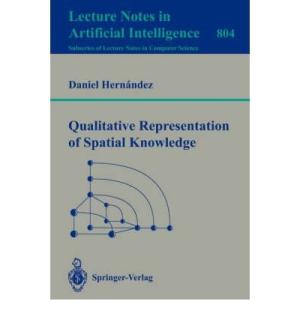 Lecture Notes in
Artificial Intelligence 804
Subseries of Lecture Notes in Computer Science
Daniel Hernández
Qualitative Representation
of Spatial Knowledge
Springer-Verlag